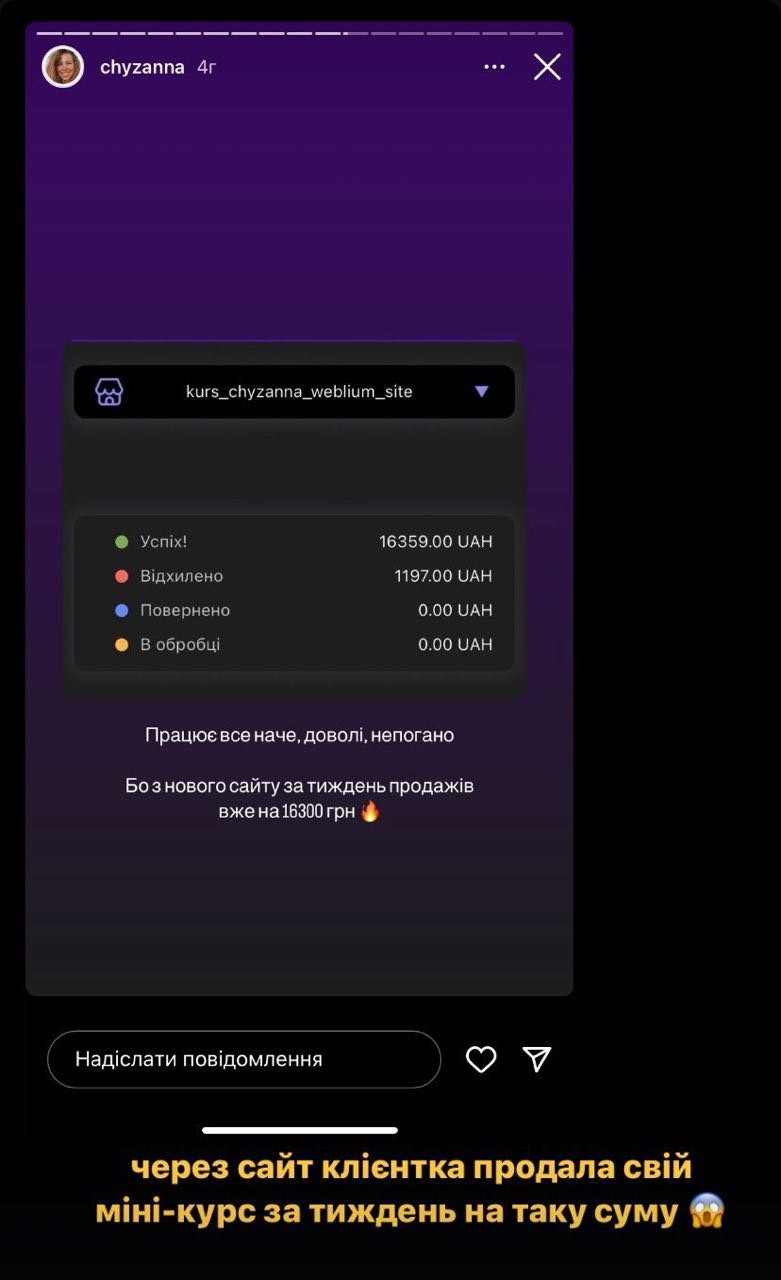 chyzanna 4г
kurs_chyzanna_weblium_site
Успіх! 16359.00 UAH
Відхилено 1197.00 UAH
Повернено 0.00 UAH
В обробці 0.00 UAH
Працює все наче, доволі, непогано
Бо з нового сайту за тиждень продажів
вже на 16300 грн 🔥
Надіслати повідомлення
через сайт клієнтка продала свій
міні-курс за тиждень на таку суму 😱